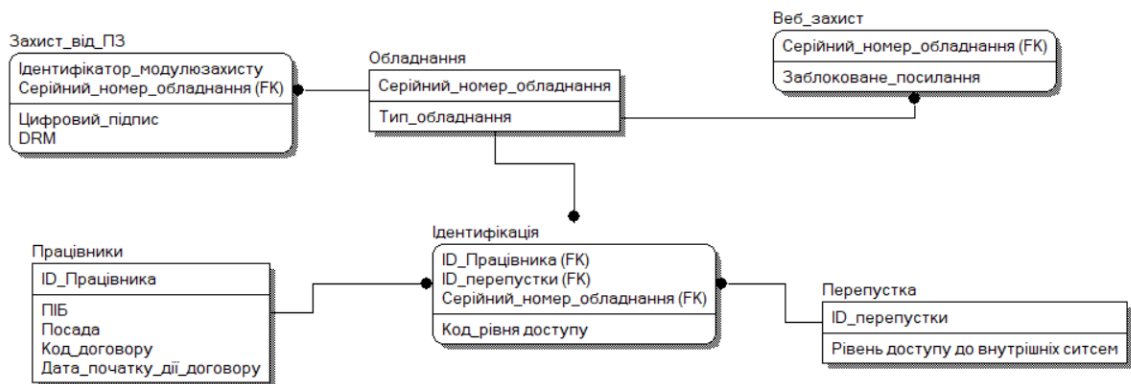 Веб_захист
Серійний_номер_обладнання (FK)
Заблоковане_посилання
Захист_від_ПЗ
Ідентифікатор_модулюзахисту
Серійний_номер_обладнання (FK)
Цифровий_підпис
DRM
Обладнання
Серійний_номер_обладнання
Тип_обладнання
Працівники
ID_Працівника
ПІБ
Посада
Код_договору
Дата_початку_дії_договору
Ідентифікація
ID_Працівника (FK)
ID_перепустки (FK)
Серійний_номер_обладнання (FK)
Код_рівня доступу
Перепустка
ID_перепустки
Рівень доступу до внутрішніх ситсем